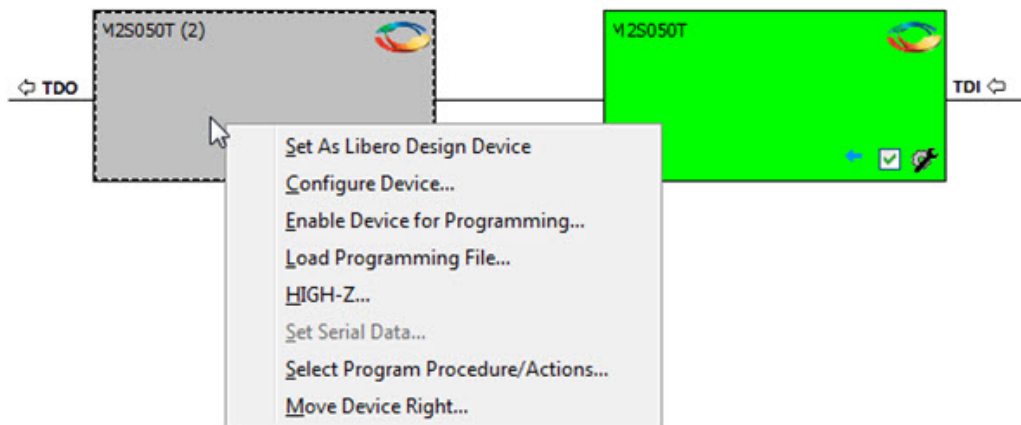 M2S050T (2)
M2S050T
TDO
TDI
Set As Libero Design Device
Configure Device...
Enable Device for Programming...
Load Programming File...
HIGH-Z...
Set Serial Data...
Select Program Procedure/Actions...
Move Device Right...